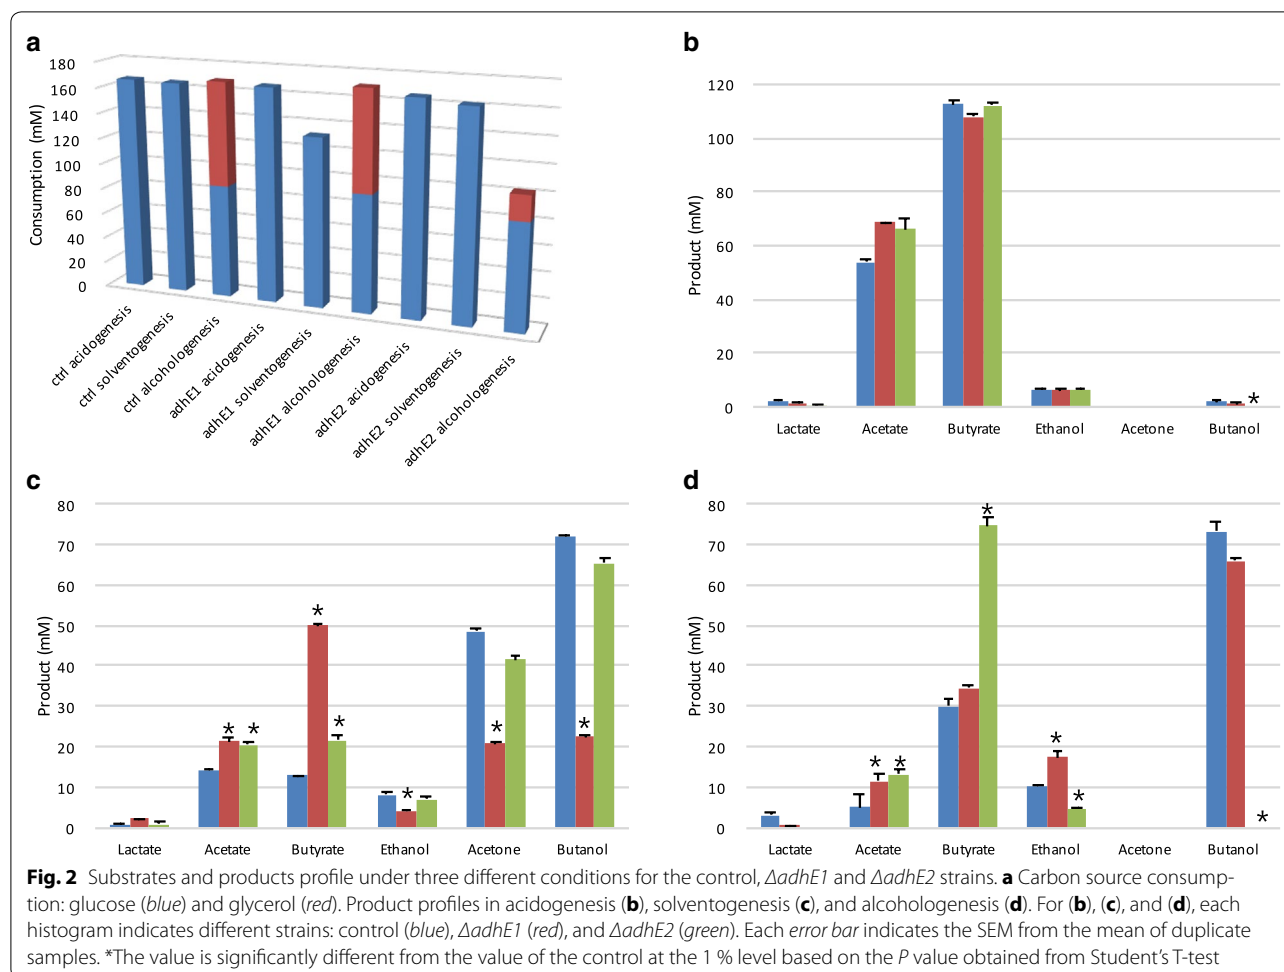 a
180
160
140
120
100
80
60
40
20
0
Consumption (mM)
ctrl acidogenesis
ctrl solventogenesis
ctrl alcohologenesis
adhE1 acidogenesis
adhE1 solventogenesis
adhE1 alcohologenesis
adhE2 acidogenesis
adhE2 solventogenesis
adhE2 alcohologenesis
b
120
100
80
60
40
20
0
Product (mM)
*
Lactate Acetate Butyrate Ethanol Acetone Butanol
c
80
70
60
50
40
30
20
10
0
Product (mM)
* * * * * * *
Lactate Acetate Butyrate Ethanol Acetone Butanol
d
80
70
60
50
40
30
20
10
0
Product (mM)
* * * * * *
Lactate Acetate Butyrate Ethanol Acetone Butanol
Fig. 2 Substrates and products profile under three different conditions for the control, ΔadhE1 and ΔadhE2 strains. a Carbon source consump-
tion: glucose (blue) and glycerol (red). Product profiles in acidogenesis (b), solventogenesis (c), and alcohologenesis (d). For (b), (c), and (d), each
histogram indicates different strains: control (blue), ΔadhE1 (red), and ΔadhE2 (green). Each error bar indicates the SEM from the mean of duplicate
samples. *The value is significantly different from the value of the control at the 1 % level based on the P value obtained from Student's T-test